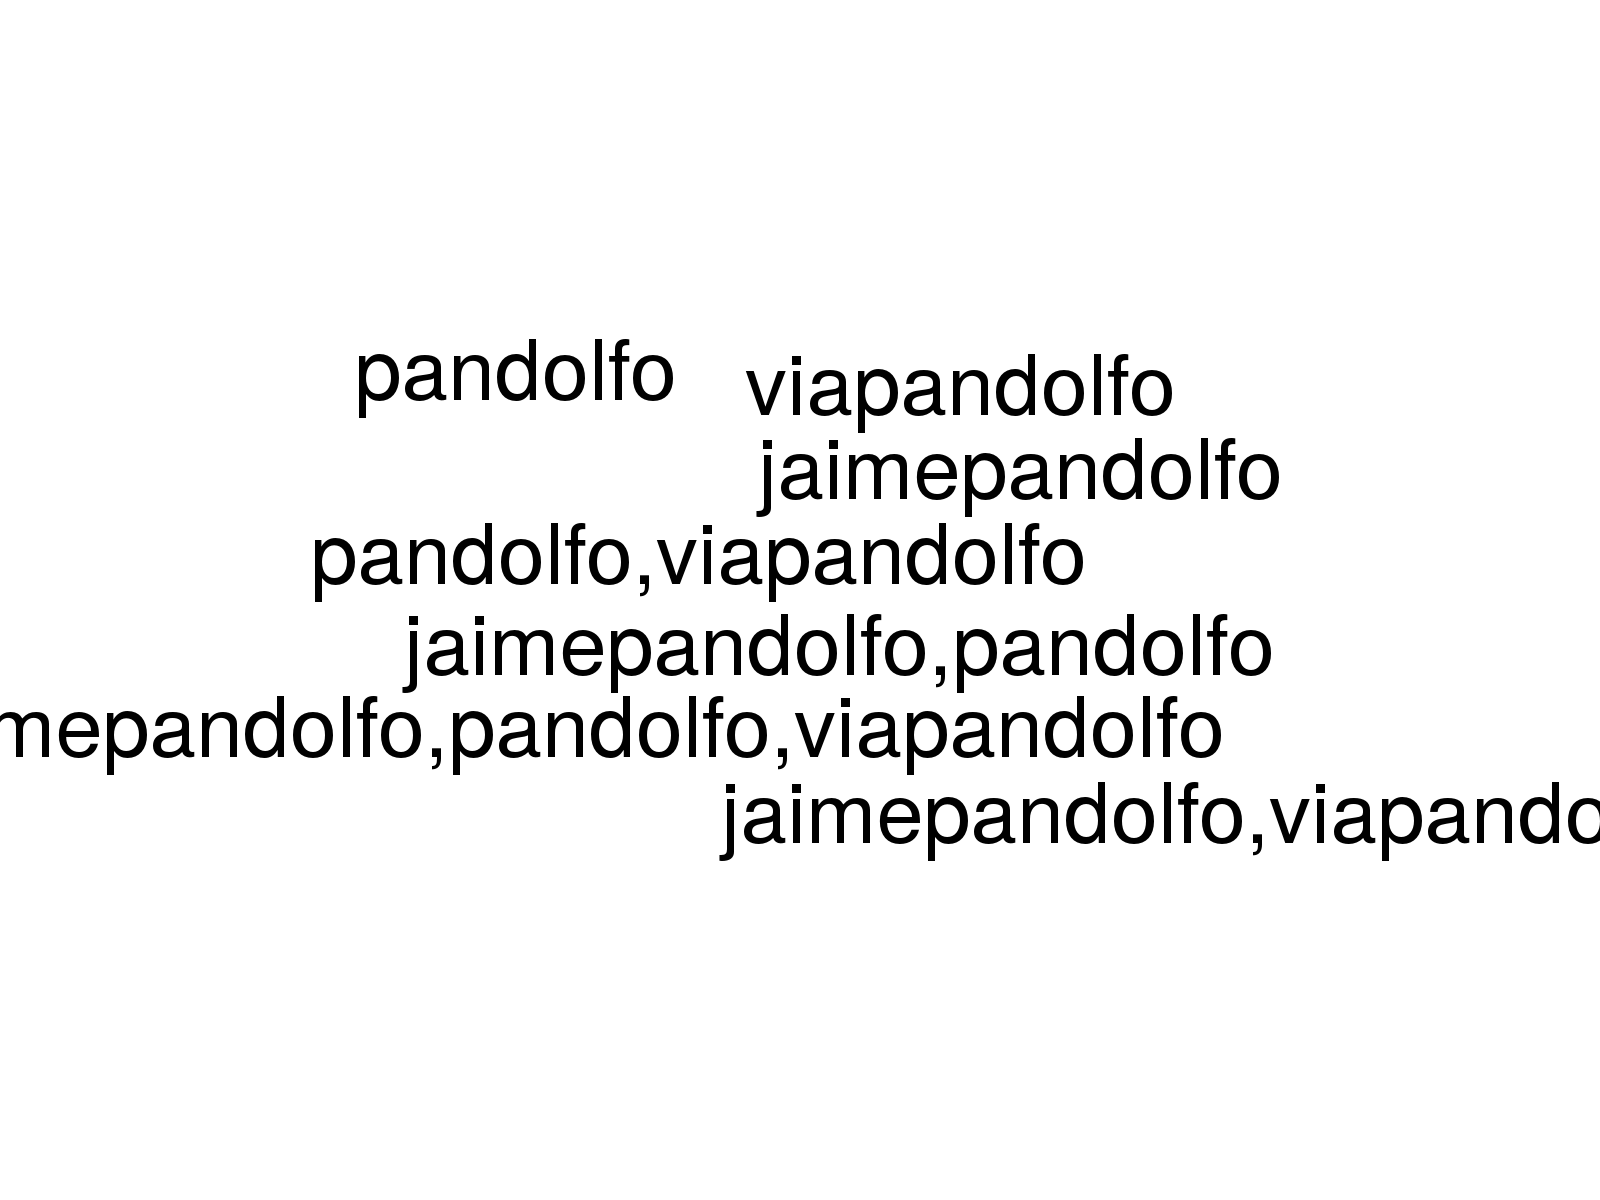 pandolfo viapandolfo
jaimepandolfo
pandolfo,viapandolfo
jaimepandolfo,pandolfo
mepandolfo,pandolfo,viapandolfo
jaimepandolfo,viapando